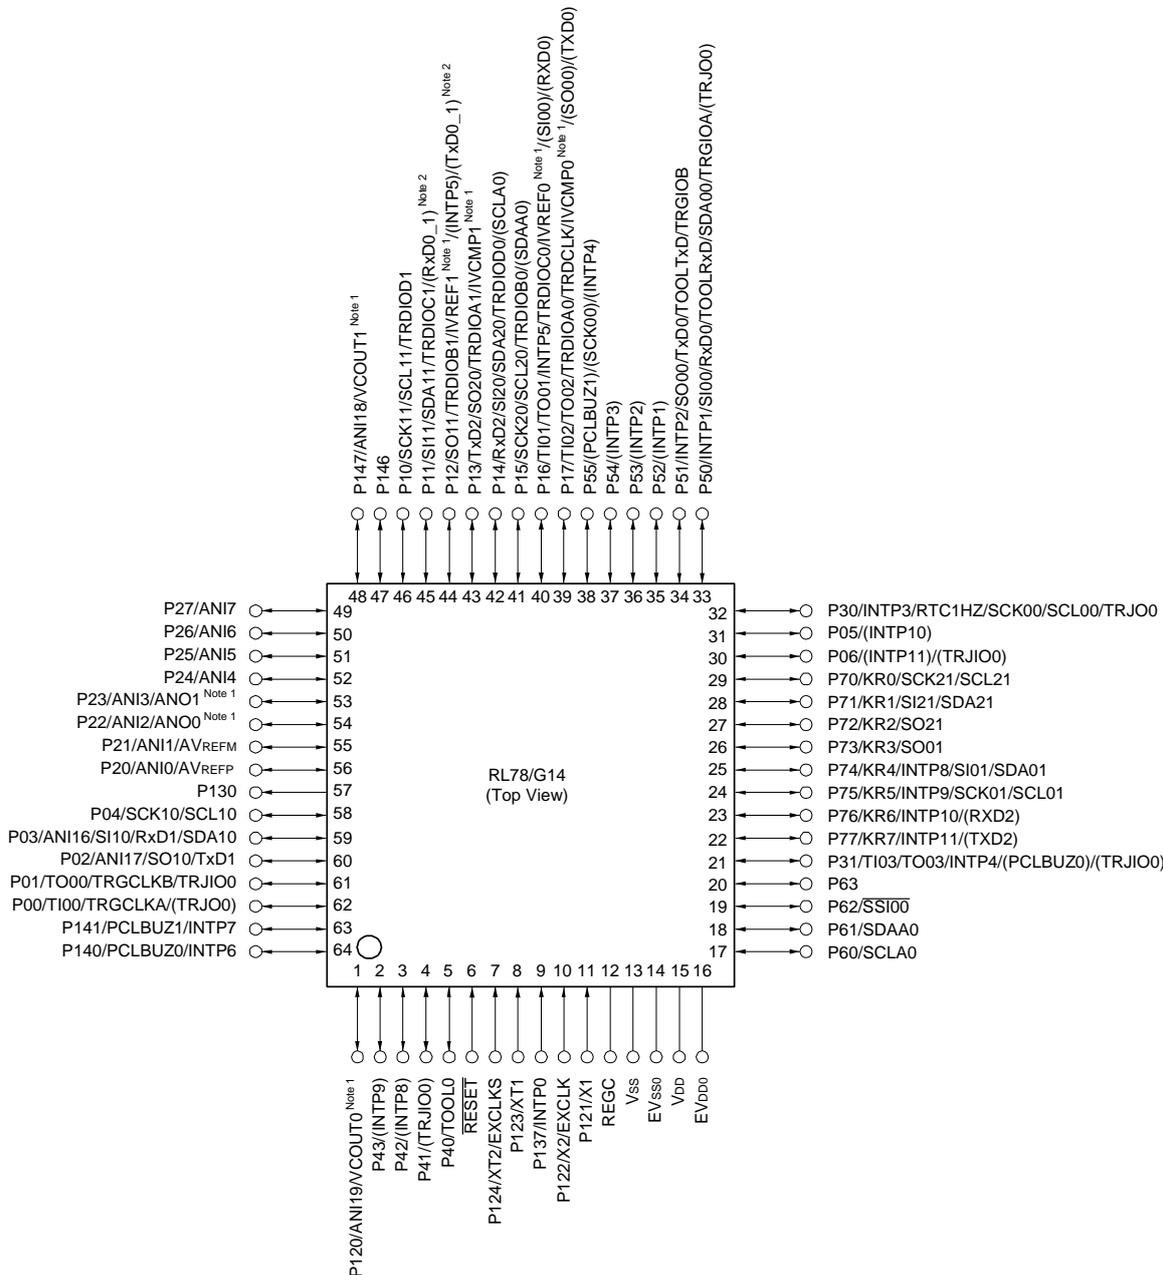 P147/ANI18/VCOUT1 Note 1
P146
P10/SCK11/SCL11/TRDIOD1
P11/SI11/SDA11/TRDIOC1/(RxD0_1) Note 2
P12/SO11/TRDIOB1/IVREF1 Note 1/(INTP5)/(TxD0_1) Note 2
P13/TxD2/SO20/TRDIOA1/IVCMP1 Note 1
P14/RxD2/SI20/SDA20/TRDIOD0/(SCLA0)
P15/SCK20/SCL20/TRDIOB0/(SDAA0)
P16/TI01/TO01/INTP5/TRDIOC0/IVREF0 Note 1/(SI00)/(RXD0)
P17/TI02/TO02/TRDIOA0/TRDCLK/IVCMP0 Note 1/(SO00)/(TXD0)
P55/(PCLBUZ1)/(SCK00)/(INTP4)
P54/(INTP3)
P53/(INTP2)
P52/(INTP1)
P51/INTP2/SO00/TxD0/TOOLTxD/TRGIOB
P50/INTP1/SI00/RxD0/TOOLRxD/SDA00/TRGIOA/(TRJO0)
48 47 46 45 44 43 42 41 40 39 38 37 36 35 34 33
P27/ANI7 49
P26/ANI6 50
P25/ANI5 51
P24/ANI4 52
P23/ANI3/ANO1 Note 1 53
P22/ANI2/ANO0 Note 1 54
P21/ANI1/AVREFM 55
P20/ANI0/AVREFP 56
P130 57
P04/SCK10/SCL10 58
P03/ANI16/SI10/RxD1/SDA10 59
P02/ANI17/SO10/TxD1 60
P01/TO00/TRGCLKB/TRJIO0 61
P00/TI00/TRGCLKA/(TRJO0) 62
P141/PCLBUZ1/INTP7 63
P140/PCLBUZ0/INTP6 64
RL78/G14
(Top View)
32 P30/INTP3/RTC1HZ/SCK00/SCL00/TRJO0
31 P05/(INTP10)
30 P06/(INTP11)/(TRJIO0)
29 P70/KR0/SCK21/SCL21
28 P71/KR1/SI21/SDA21
27 P72/KR2/SO21
26 P73/KR3/SO01
25 P74/KR4/INTP8/SI01/SDA01
24 P75/KR5/INTP9/SCK01/SCL01
23 P76/KR6/INTP10/(RXD2)
22 P77/KR7/INTP11/(TXD2)
21 P31/TI03/TO03/INTP4/(PCLBUZ0)/(TRJIO0)
20 P63
19 P62/SSI00
18 P61/SDAA0
17 P60/SCLA0
1 2 3 4 5 6 7 8 9 10 11 12 13 14 15 16
P120/ANI19/VCOUT0 Note 1
P43/(INTP9)
P42/(INTP8)
P41/(TRJIO0)
P40/TOOL0
RESET
P124/XT2/EXCLKS
P123/XT1
P137/INTP0
P122/X2/EXCLK
P121/X1
REGC
VSS
EVSS0
VDD
EVDD0